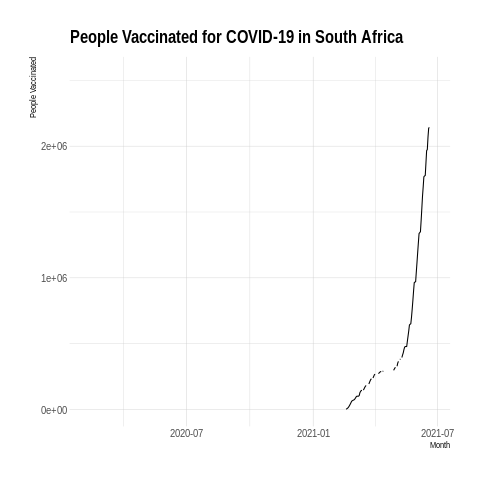 People Vaccinated for COVID-19 in South Africa
People Vaccinated
2e+06
1e+06
0e+00
2020-07
2021-01
2021-07
Month